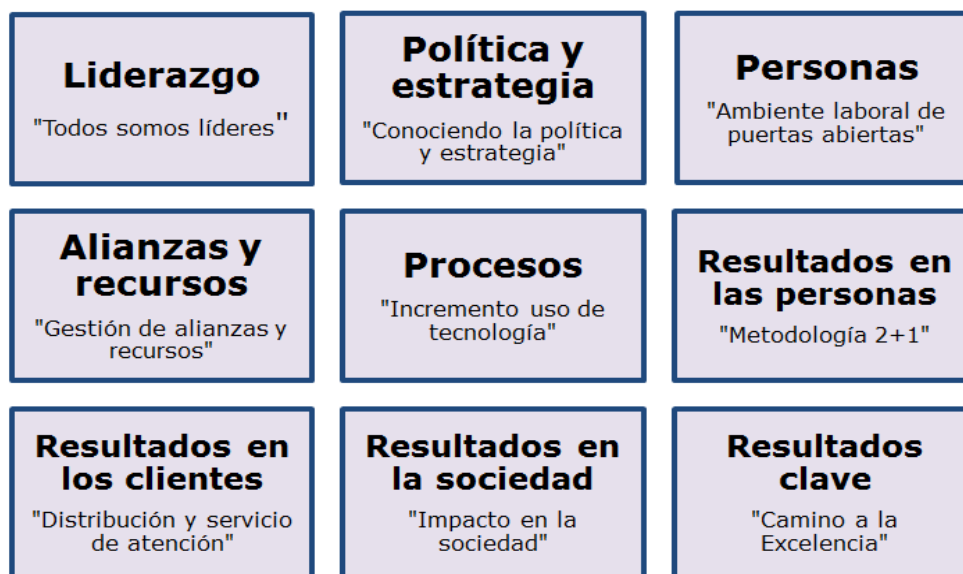 Liderazgo
"Todos somos líderes"
Política y
estrategia
"Conociendo la política
y estrategia"
Personas
"Ambiente laboral de
puertas abiertas"
Alianzas y
recursos
"Gestión de alianzas y
recursos"
Procesos
"Incremento uso de
tecnología"
Resultados en
las personas
"Metodología 2+1"
Resultados en
los clientes
"Distribución y servicio
de atención"
Resultados en
la sociedad
"Impacto en la
sociedad"
Resultados
clave
"Camino a la
Excelencia"